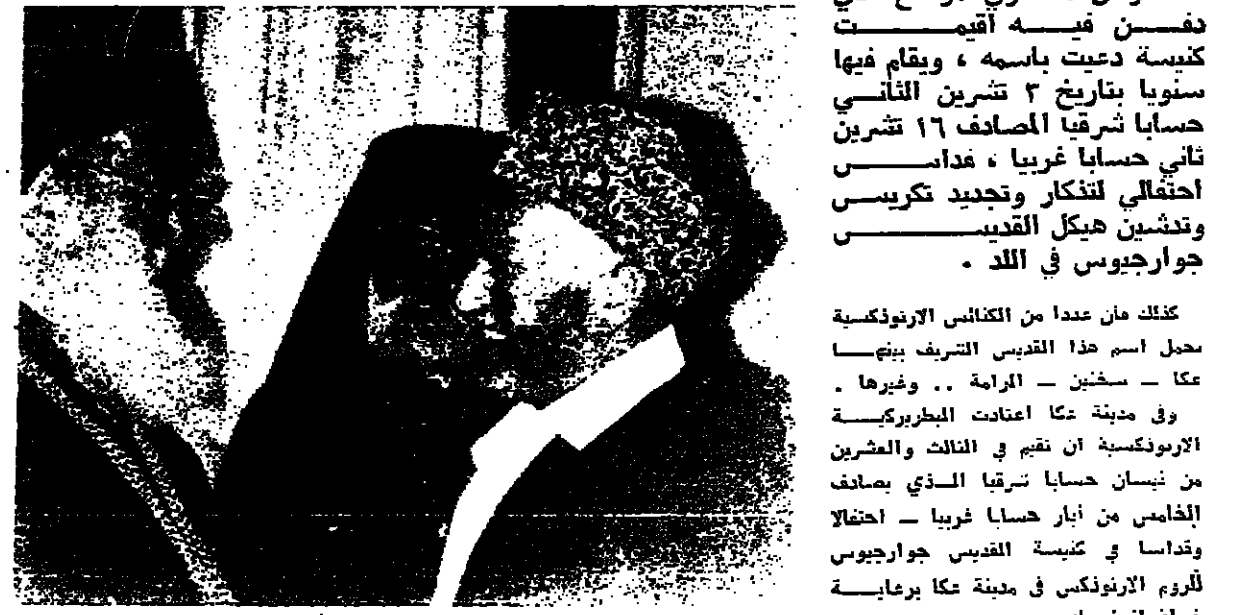 دفن فيه اقيمت
كنيسة دعيت باسمه ، ويقام فيها
سنويا بتاريخ ٣ تشرين الثاني
حسابا شرقيا المصادف ١٦ تشرين
ثاني حسابا غربيا ، قداس
احتفالي لتذكار وتجديد تكريس
وتدشين هيكل القديس
جوارجيوس في اللد .
كذلك فان عددا من الكنائس الارثوذكسية
تحمل اسم هذا القديس الشريف بينها
عكا — سخنين — الرامة .. وغيرها .
وفي مدينة عكا اعتادت البطريركية
الارثوذكسية ان تقيم في الثالث والعشرين
من نيسان حسابا شرقيا الذي يصادف
الخامس من أيار حسابا غربيا — احتفالا
وقداسا في كنيسة القديس جوارجيوس
للروم الارثوذكس في مدينة عكا برعاية